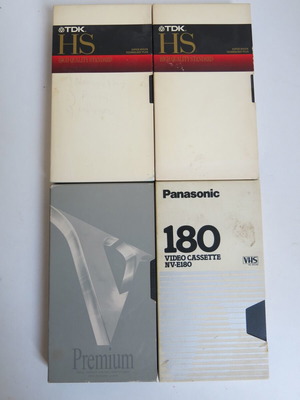 TDK
HS
TDK
HS
Premium
Panasonic
180
VIDEO CASSETTE
NV-E180
VHS